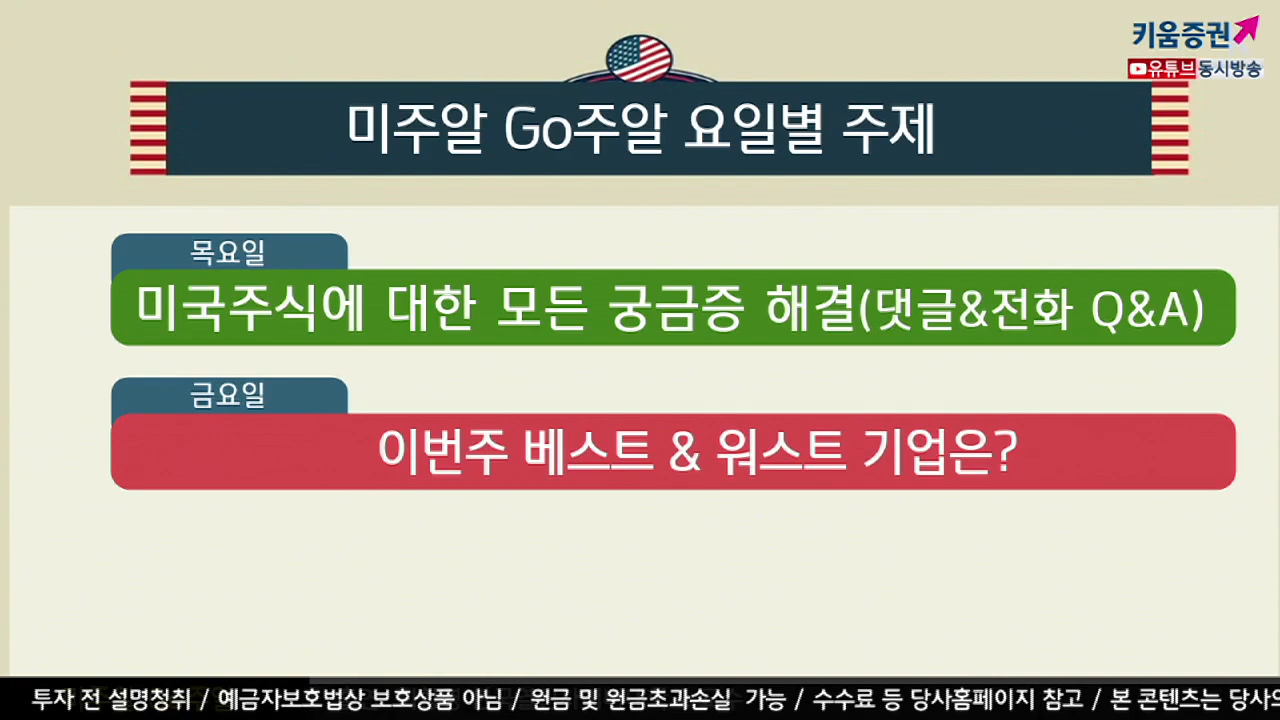 키움증권
유튜브 동시방송
미주알 Go주알 요일별 주제
목요일
미국주식에 대한 모든 궁금증 해결(댓글&전화 Q&A)
금요일
이번주 베스트 & 워스트 기업은?
투자 전 설명청취 / 예금자보호법상 보호상품 아님 / 원금 및 원금초과손실 가능 / 수수료 등 당사홈페이지 참고 / 본 콘텐츠는 당사의